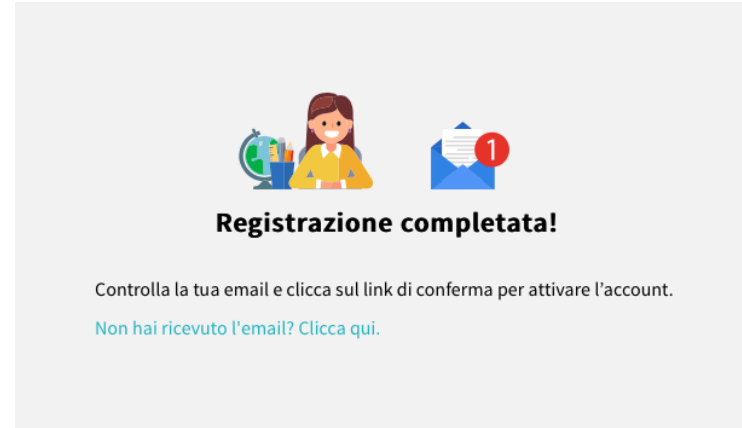 1
Registrazione completata!
Controlla la tua email e clicca sul link di conferma per attivare l’account.
Non hai ricevuto l'email? Clicca qui.